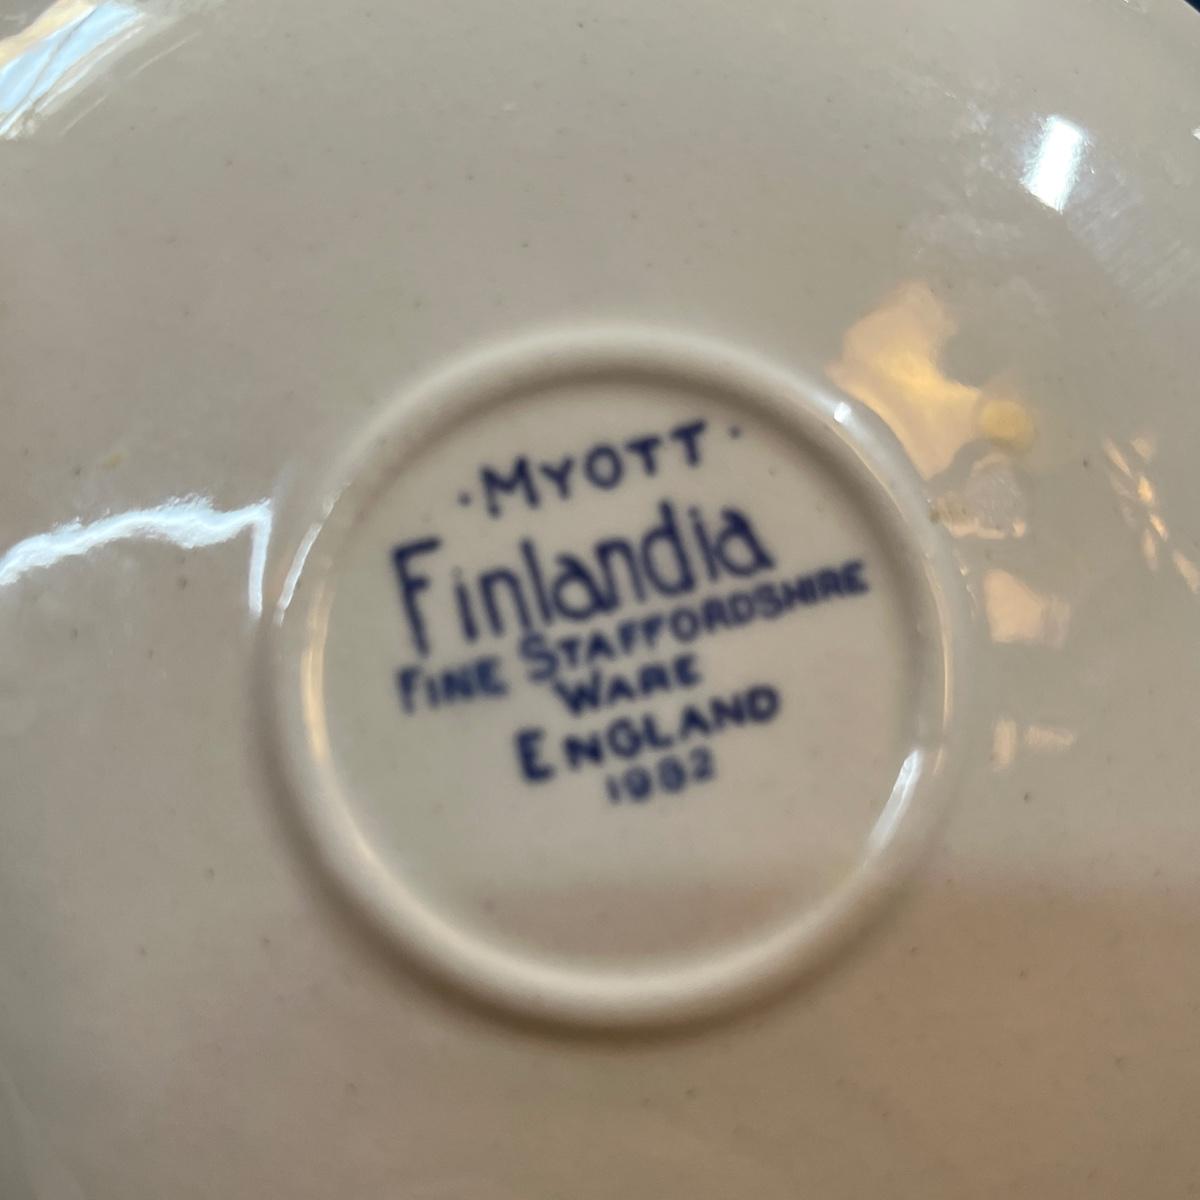 · MYOTT ·
Finlandia
FINE STAFFORDSHIRE
WARE
ENGLAND
1982